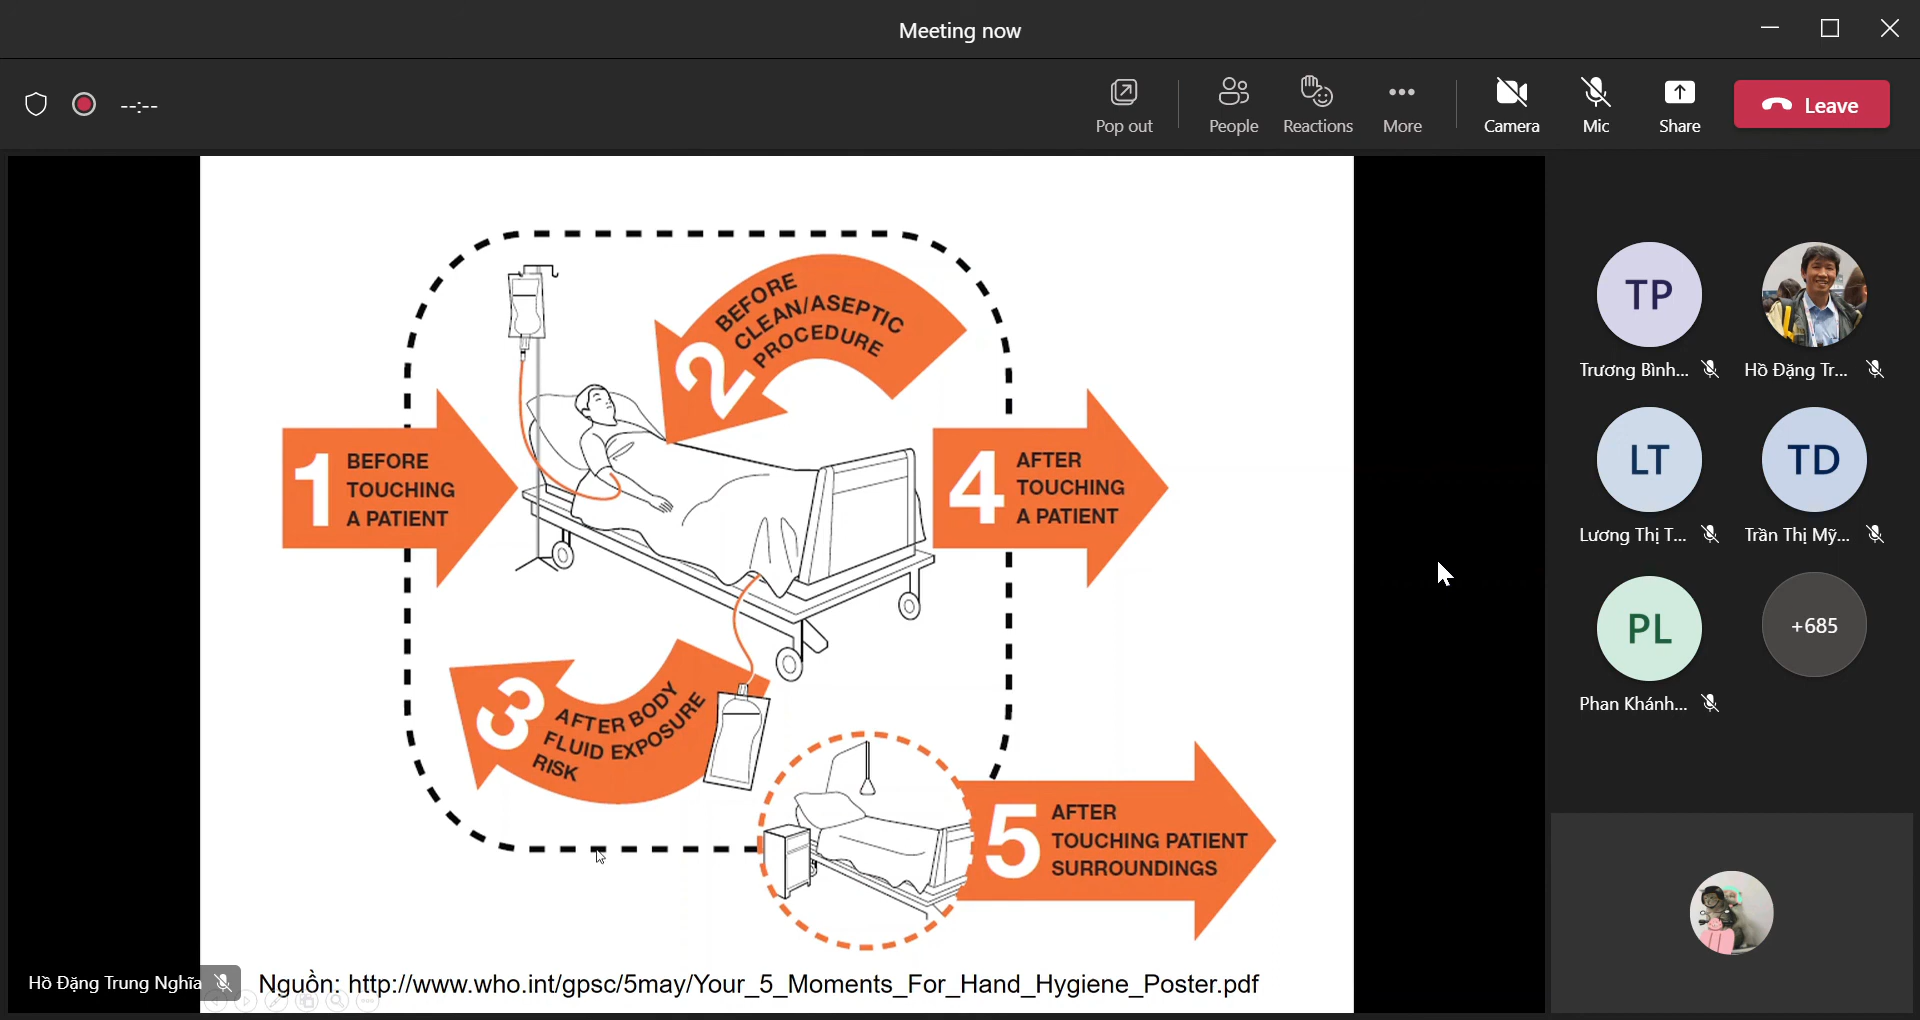 Meeting now
--:--
Pop out
People
Reactions
More
Camera
Mic
Share
Leave
1 BEFORE
TOUCHING
A PATIENT
2 BEFORE
CLEAN/ASEPTIC
PROCEDURE
3 AFTER BODY
FLUID EXPOSURE
RISK
4 AFTER
TOUCHING
A PATIENT
5 AFTER
TOUCHING PATIENT
SURROUNDINGS
Hồ Đặng Trung Nghĩa
Nguồn: http://www.who.int/gpsc/5may/Your_5_Moments_For_Hand_Hygiene_Poster.pdf
TP
Trương Bình...
Hồ Đặng Tr...
LT
Lương Thị T...
TD
Trần Thị Mỹ...
PL
Phan Khánh...
+685